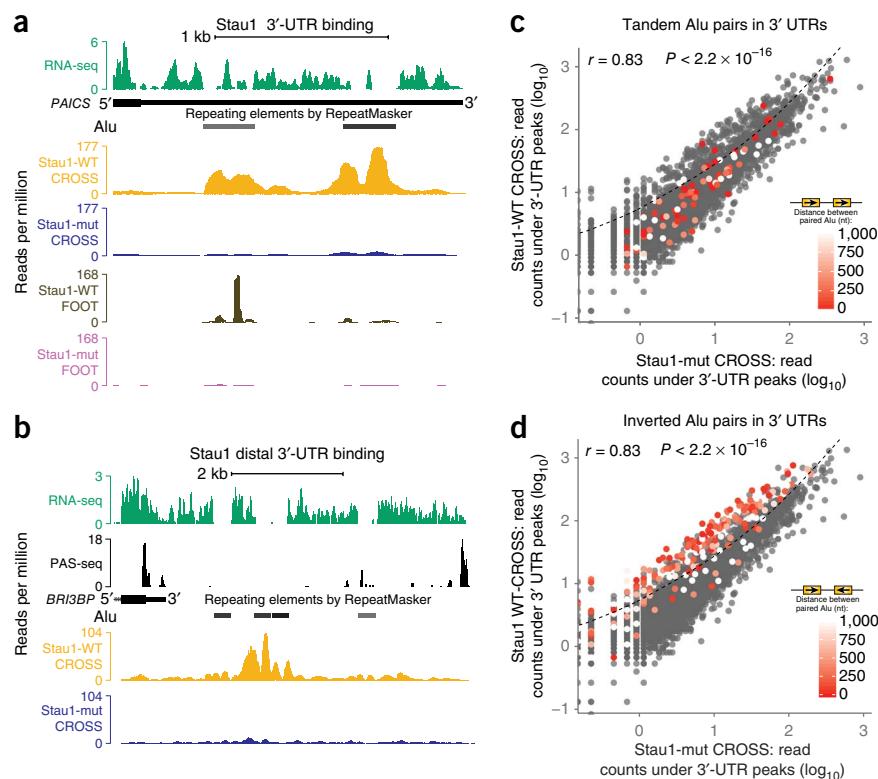 a
Stau1 3′-UTR binding
1 kb
6
RNA-seq
0
PAICS 5′ 3′
Repeating elements by RepeatMasker
Alu
177
Stau1-WT
CROSS
0
177
Stau1-mut
CROSS
0
168
Stau1-WT
FOOT
0
168
Stau1-mut
FOOT
0
Reads per million
b
Stau1 distal 3′-UTR binding
2 kb
3
RNA-seq
0
18
PAS-seq
0
BRI3BP 5′ 3′
Repeating elements by RepeatMasker
Alu
104
Stau1-WT
CROSS
0
104
Stau1-mut
CROSS
0
Reads per million
c
Tandem Alu pairs in 3′ UTRs
r = 0.83 P < 2.2 × 10−16
3
2
1
0
−1
Stau1-WT CROSS: read
counts under 3′-UTR peaks (log10)
Distance between
paired Alu (nt):
1,000
750
500
250
0
0 1 2 3
Stau1-mut CROSS: read
counts under 3′-UTR peaks (log10)
d
Inverted Alu pairs in 3′ UTRs
r = 0.83 P < 2.2 × 10−16
3
2
1
0
−1
Stau1 WT-CROSS: read
counts under 3′ UTR peaks (log10)
Distance between
paired Alu (nt):
1,000
750
500
250
0
0 1 2 3
Stau1-mut CROSS: read
counts under 3′-UTR peaks (log10)